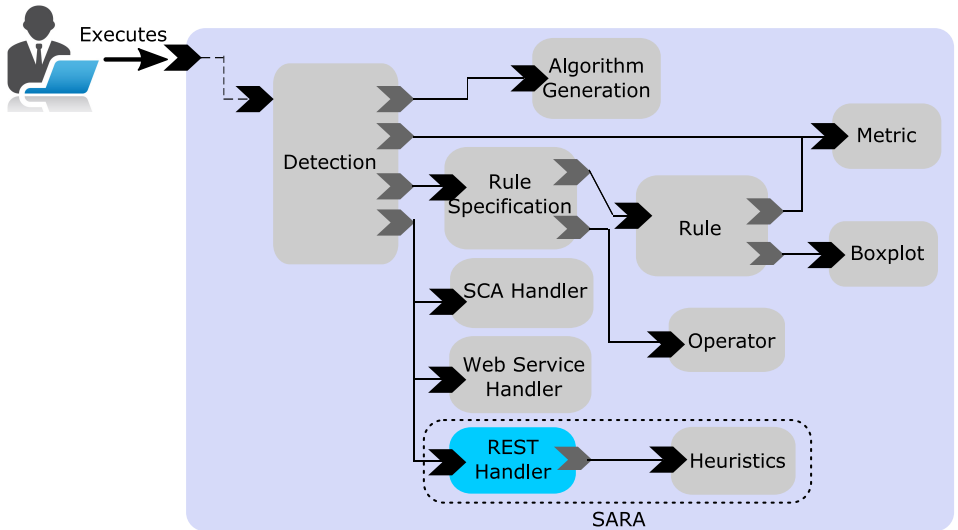 Executes
Algorithm
Generation
Metric
Detection
Rule
Specification
Rule
Boxplot
SCA Handler
Operator
Web Service
Handler
REST
Handler
Heuristics
SARA